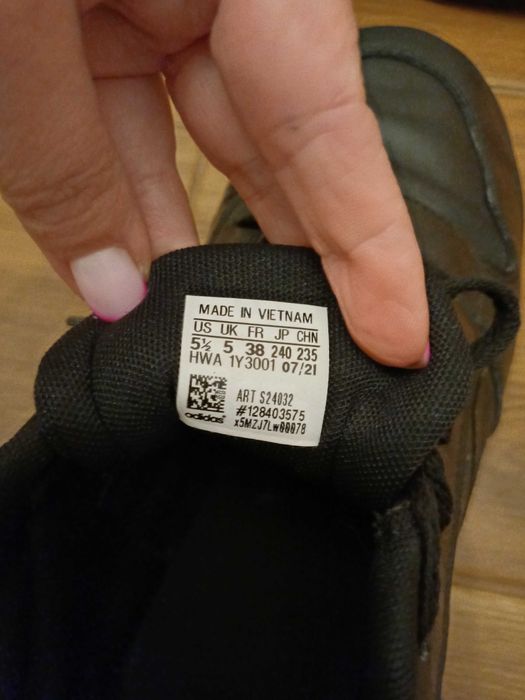 MADE IN VIETNAM
US UK FR JP CHN
5½ 5 38 240 235
HWA 1Y3001 07/21
ART S24032
#128403575
adidas x5MZJ7Lw00078